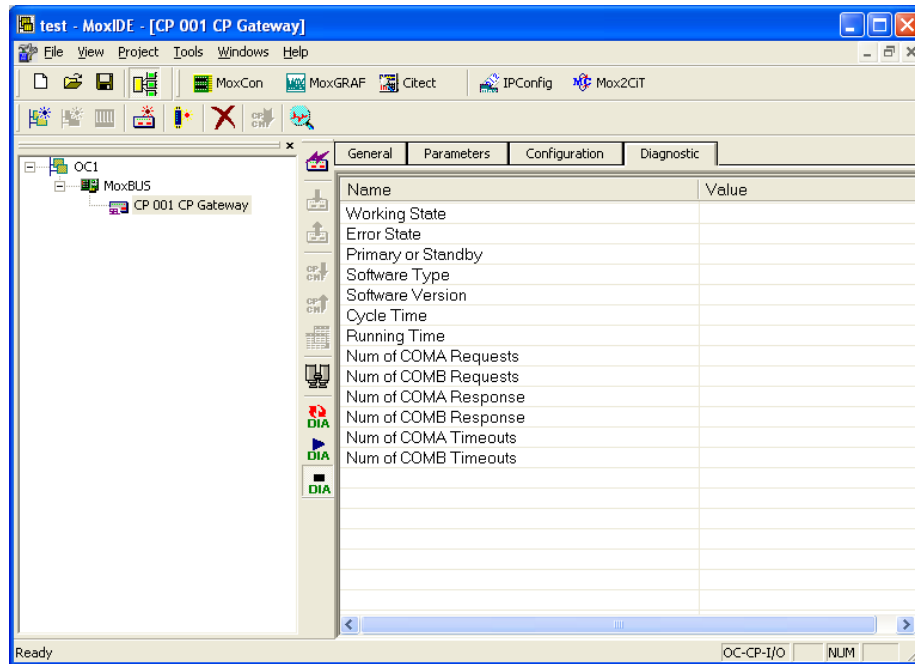 test - MoxIDE - [CP 001 CP Gateway]
File View Project Tools Windows Help
MoxCon MoxGRAF Citect IPConfig Mox2CiT
OC1
MoxBUS
CP 001 CP Gateway
General Parameters Configuration Diagnostic
Name Value
Working State
Error State
Primary or Standby
Software Type
Software Version
Cycle Time
Running Time
Num of COMA Requests
Num of COMB Requests
Num of COMA Response
Num of COMB Response
Num of COMA Timeouts
Num of COMB Timeouts
DIA
DIA
DIA
Ready OC-CP-I/O NUM